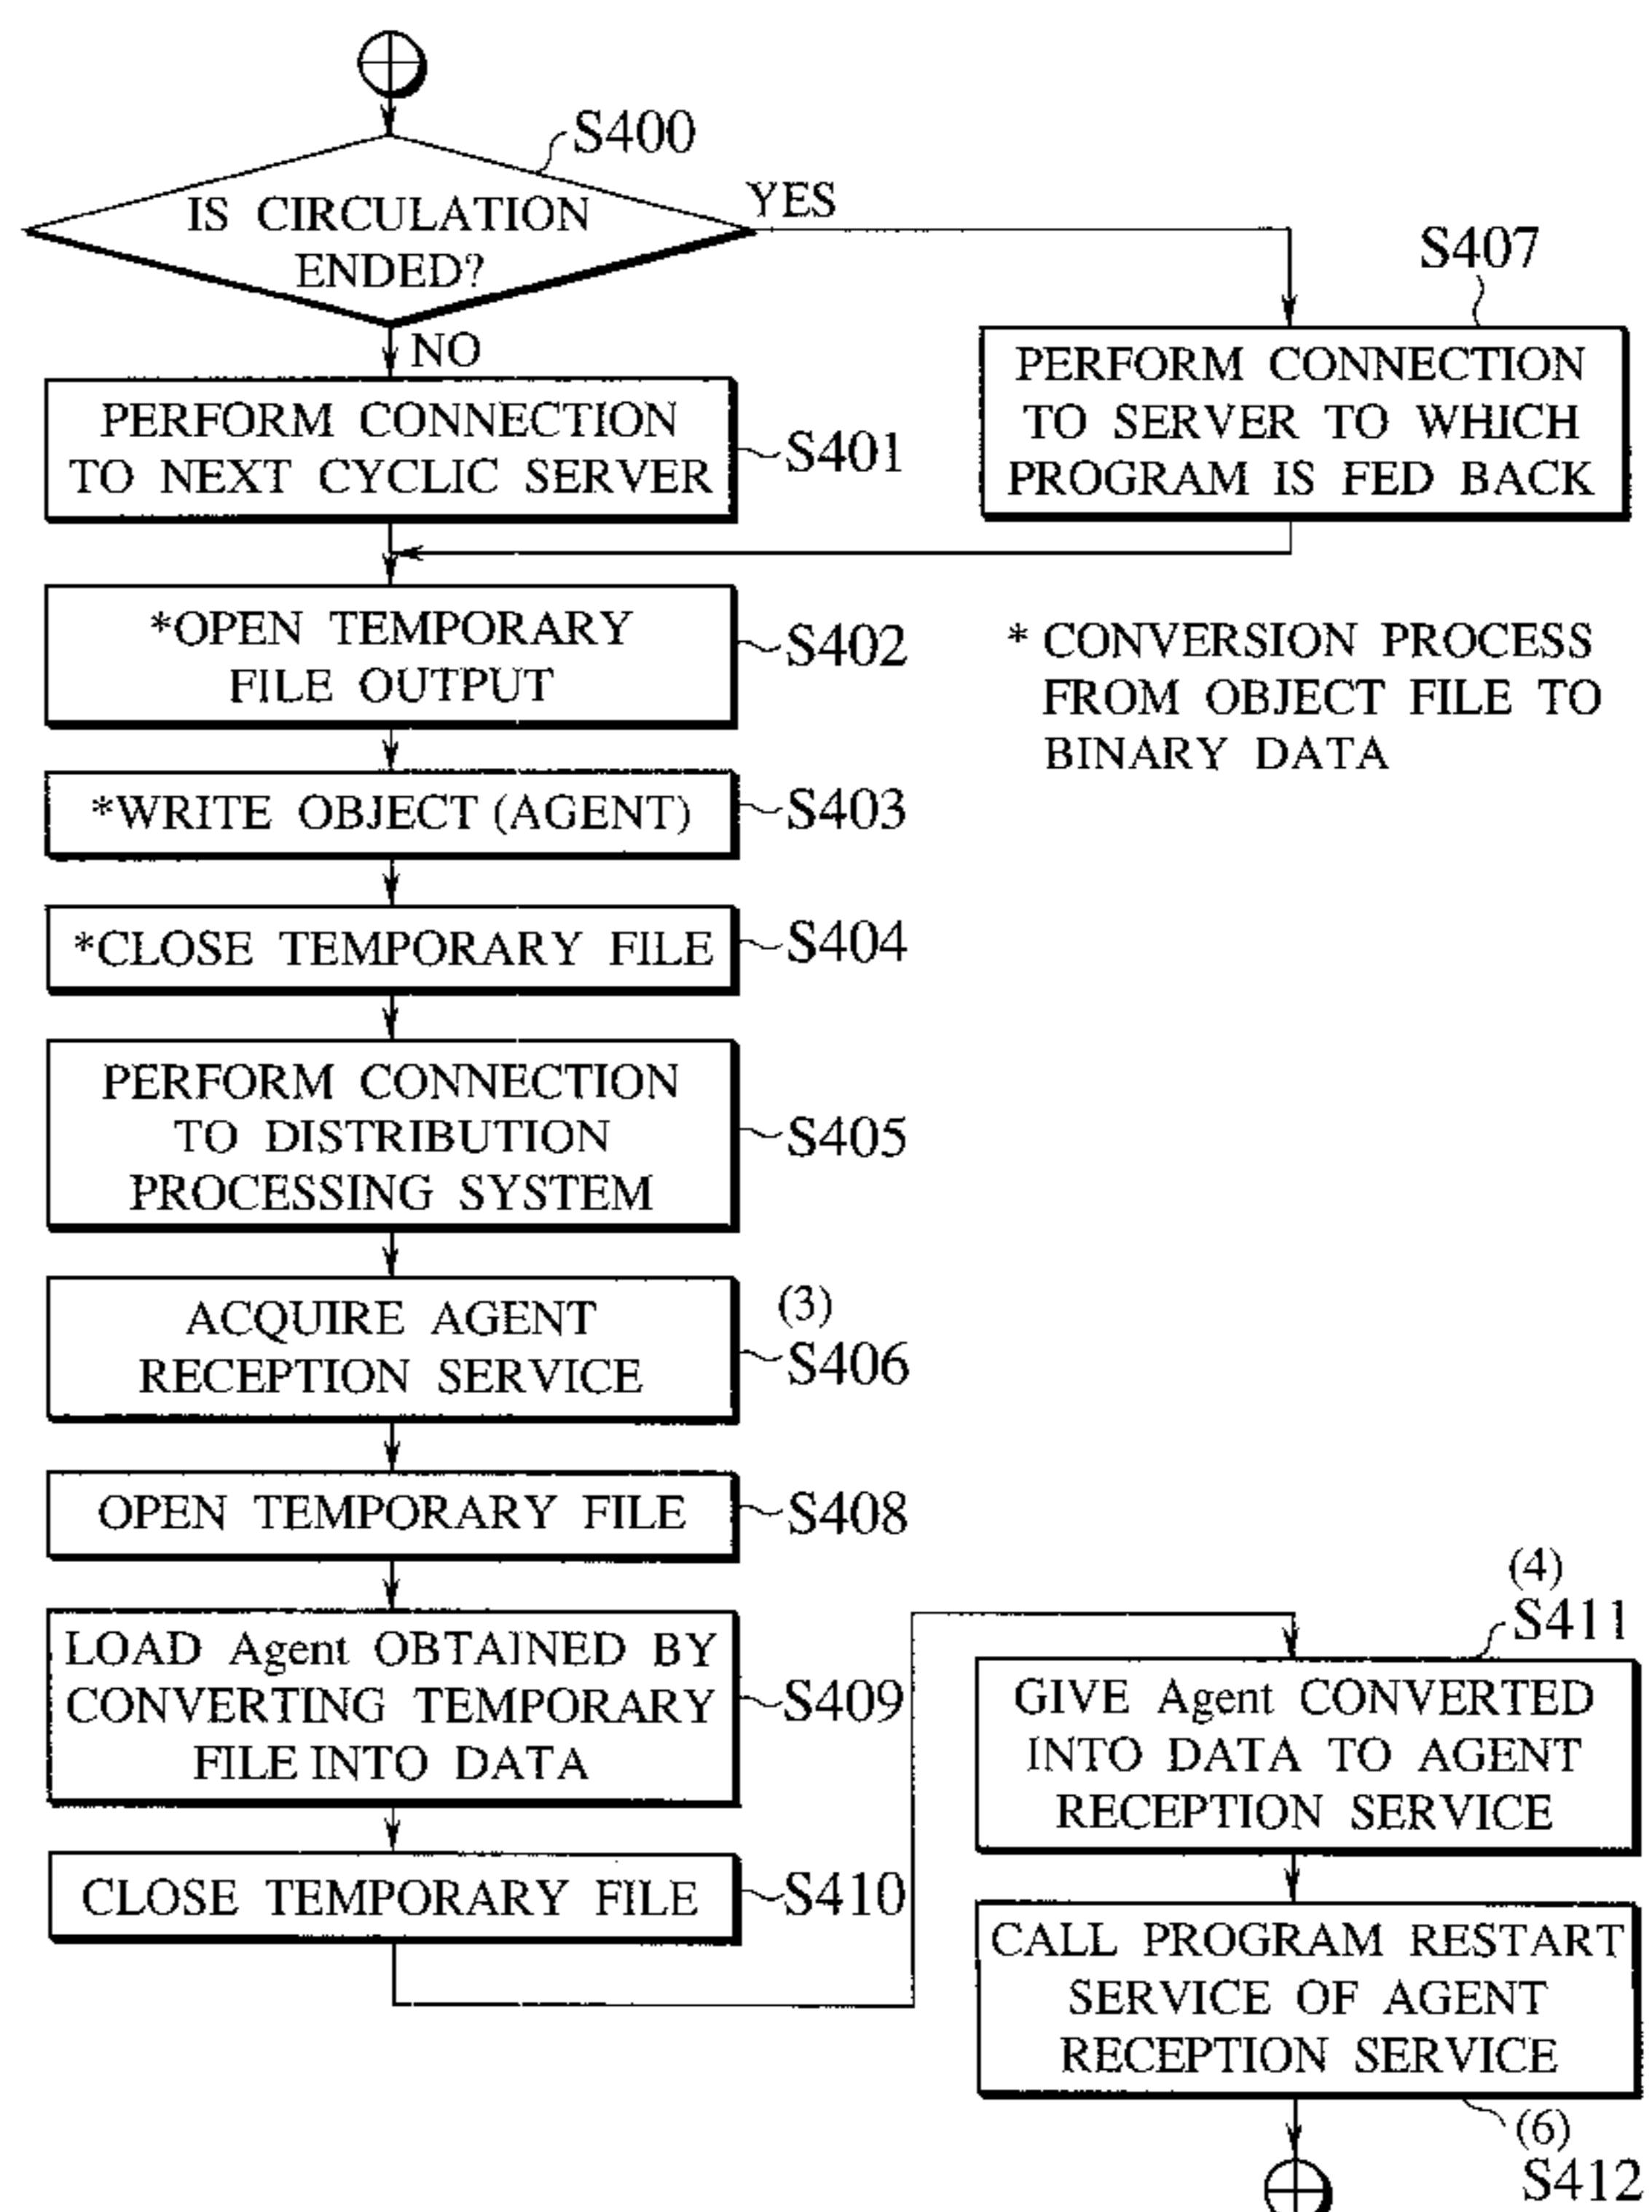 S400
IS CIRCULATION
ENDED?
YES
NO
S407
PERFORM CONNECTION
TO SERVER TO WHICH
PROGRAM IS FED BACK
PERFORM CONNECTION
TO NEXT CYCLIC SERVER
S401
*OPEN TEMPORARY
FILE OUTPUT
S402
* CONVERSION PROCESS
FROM OBJECT FILE TO
BINARY DATA
*WRITE OBJECT (AGENT)
S403
*CLOSE TEMPORARY FILE
S404
PERFORM CONNECTION
TO DISTRIBUTION
PROCESSING SYSTEM
S405
ACQUIRE AGENT
RECEPTION SERVICE
(3)
S406
OPEN TEMPORARY FILE
S408
LOAD Agent OBTAINED BY
CONVERTING TEMPORARY
FILE INTO DATA
S409
CLOSE TEMPORARY FILE
S410
(4)
S411
GIVE Agent CONVERTED
INTO DATA TO AGENT
RECEPTION SERVICE
CALL PROGRAM RESTART
SERVICE OF AGENT
RECEPTION SERVICE
(6)
S412